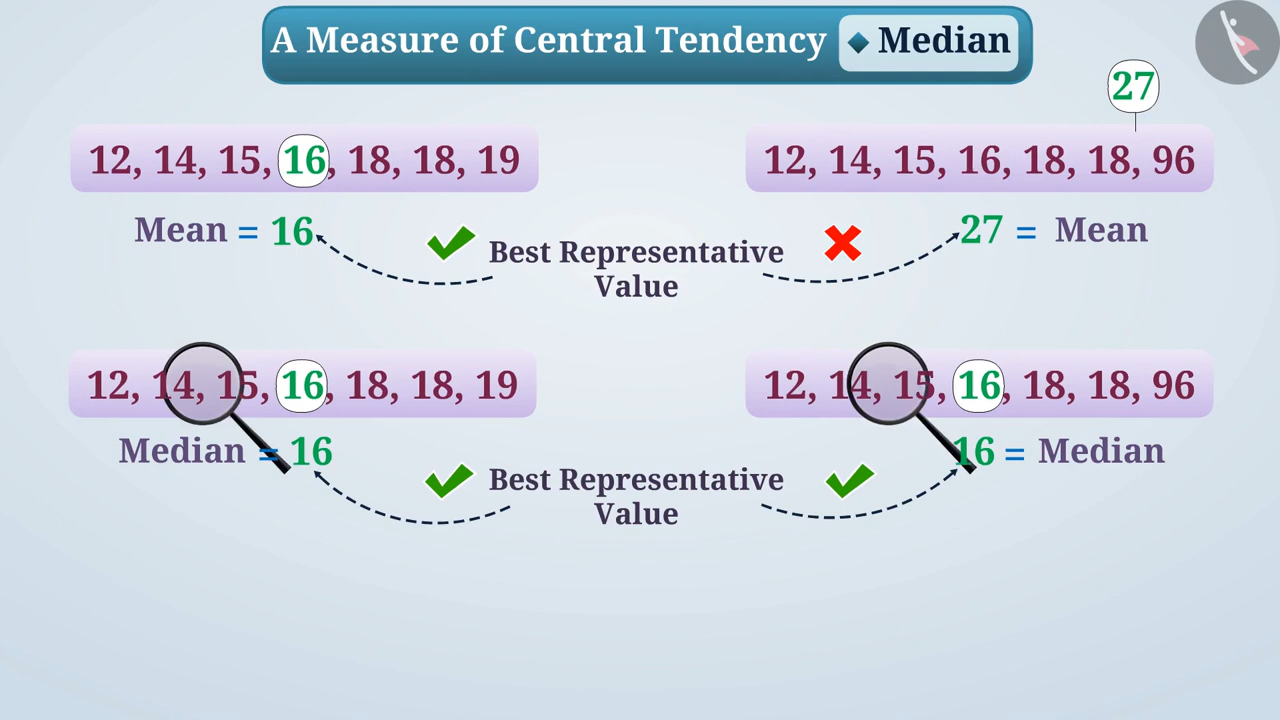 A Measure of Central Tendency ◆ Median
27
12, 14, 15, 16, 18, 18, 19
12, 14, 15, 16, 18, 18, 96
Mean = 16
27 = Mean
Best Representative
Value
12, 14, 15, 16, 18, 18, 19
12, 14, 15, 16, 18, 18, 96
Median = 16
16 = Median
Best Representative
Value